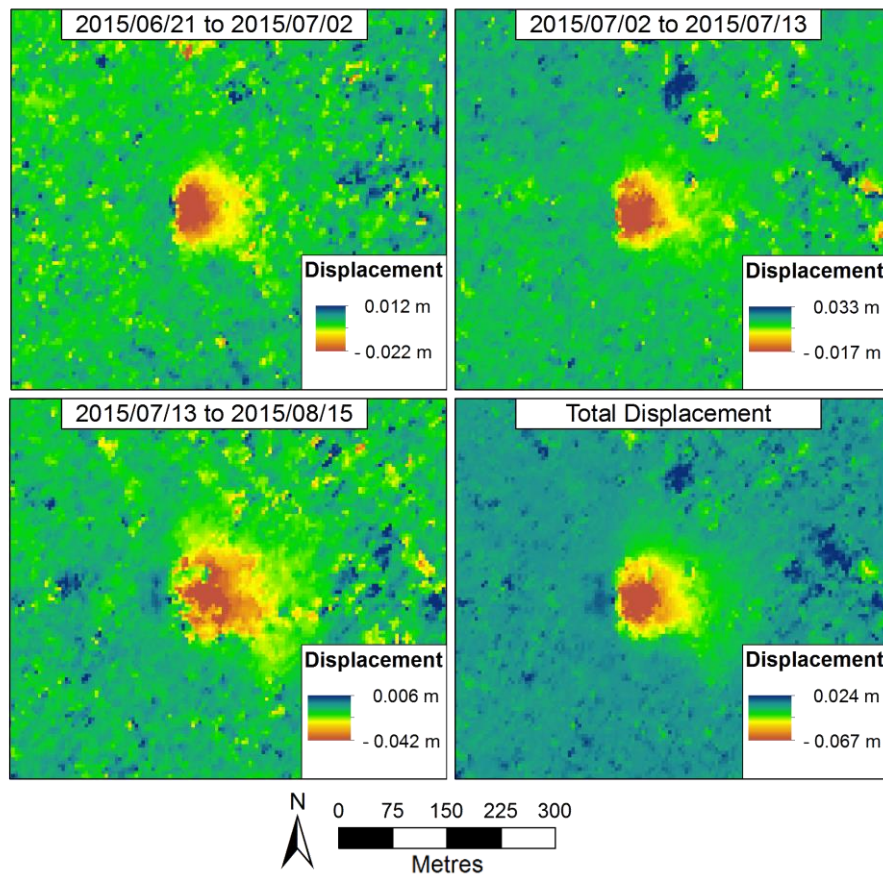 2015/06/21 to 2015/07/02
2015/07/02 to 2015/07/13
Displacement
0.012 m
- 0.022 m
Displacement
0.033 m
- 0.017 m
2015/07/13 to 2015/08/15
Total Displacement
Displacement
0.006 m
- 0.042 m
Displacement
0.024 m
- 0.067 m
N
0 75 150 225 300
Metres